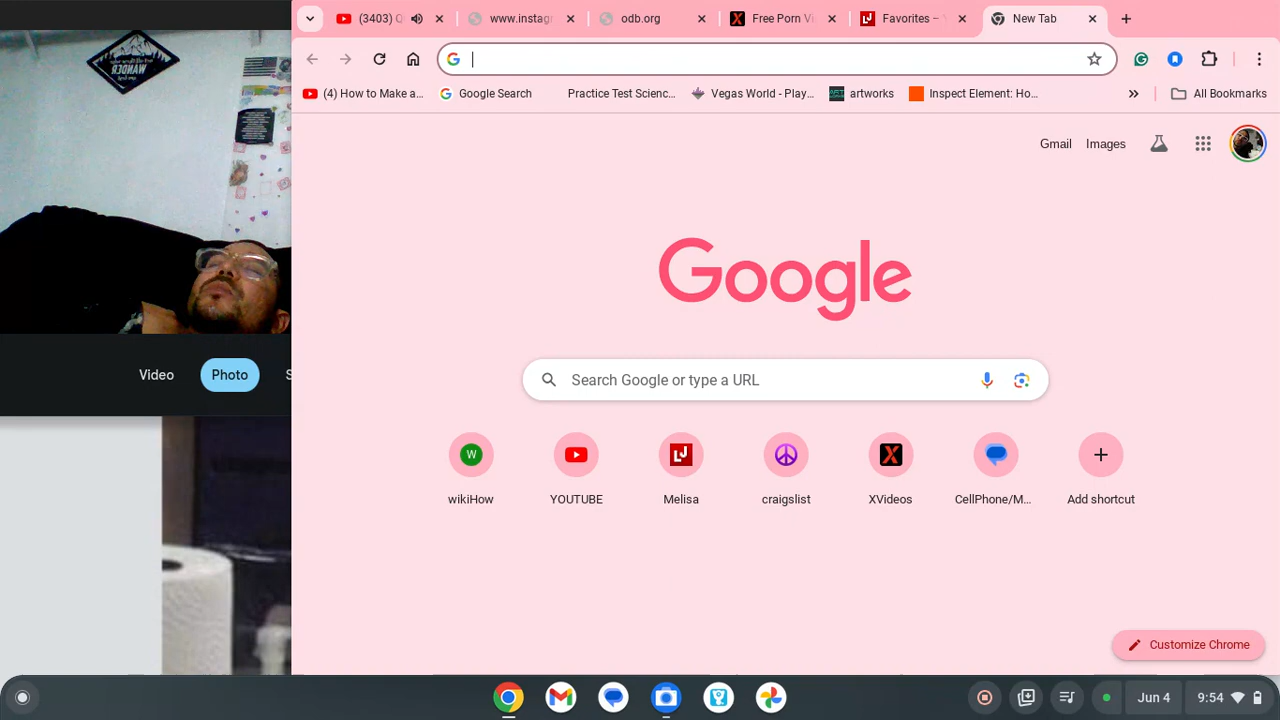 (3403) Q
www.instagr
odb.org
Free Porn Vi
Favorites – Y
New Tab
(4) How to Make a...
Google Search
Practice Test Scienc...
Vegas World - Play...
artworks
Inspect Element: Ho...
»
All Bookmarks
WANDER
Gmail
Images
Google
Search Google or type a URL
Video
Photo
S
W
wikiHow
YOUTUBE
Melisa
craigslist
XVideos
CellPhone/M...
Add shortcut
Customize Chrome
Jun 4
9:54